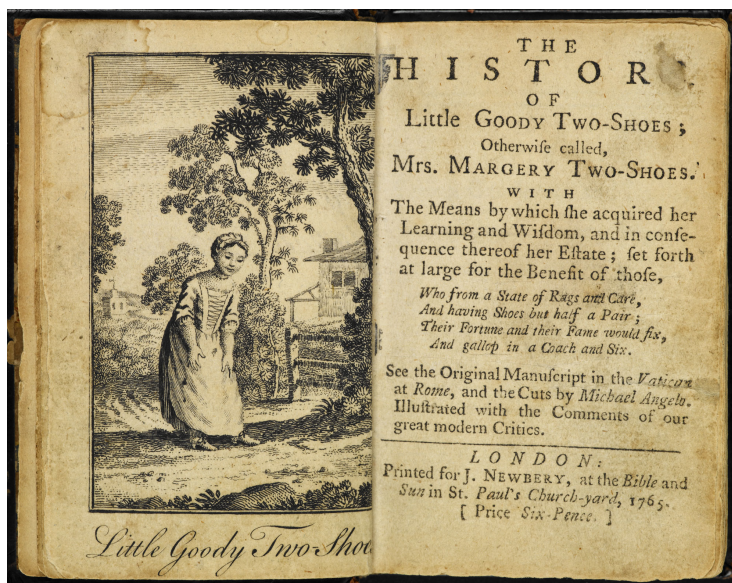 Little Goody Two-Shoe
THE
HISTOR
OF
Little GOODY TWO-SHOES ;
Otherwiſe called,
Mrs. MARGERY TWO-SHOES.
WITH
The Means by which ſhe acquired her
Learning and Wiſdom, and in conſe-
quence thereof her Eſtate ; ſet forth
at large for the Benefit of thoſe,
Who from a State of Rags and Care,
And having Shoes but half a Pair ;
Their Fortune and their Fame would fix,
And gallop in a Coach and Six.
See the Original Manuſcript in the Vatican
at Rome, and the Cuts by Michael Angelo.
Illuſtrated with the Comments of our
great modern Critics.
LONDON:
Printed for J. NEWBERY, at the Bible and
Sun in St. Paul's Church-yard, 1765.
[ Price Six-Pence. ]